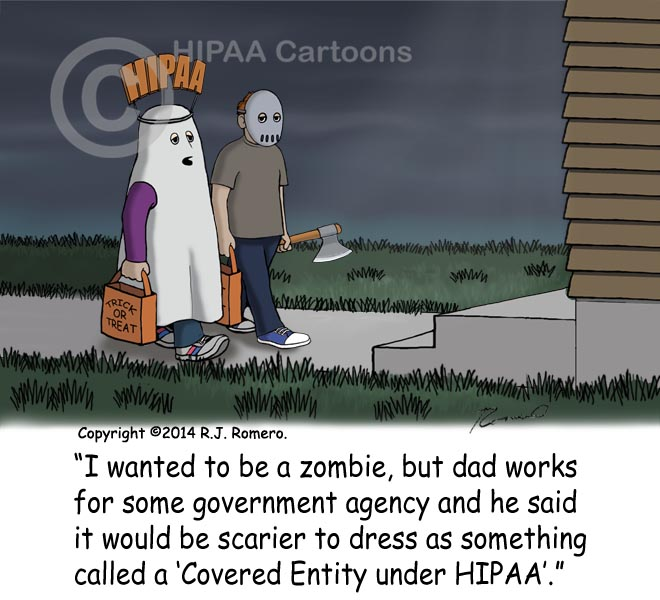 HIPAA Cartoons
©
HIPAA
TRICK
OR
TREAT
Copyright ©2014 R.J. Romero.
“I wanted to be a zombie, but dad works
for some government agency and he said
it would be scarier to dress as something
called a ‘Covered Entity under HIPAA’.”